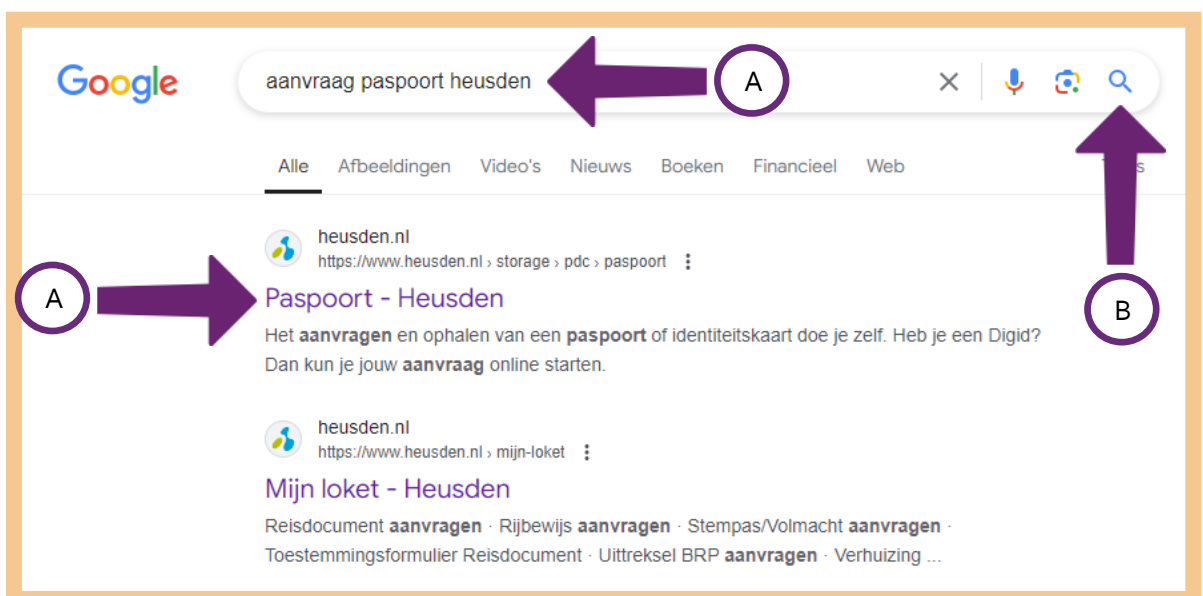 Google
aanvraag paspoort heusden
A
Alle Afbeeldingen Video's Nieuws Boeken Financieel Web
heusden.nl
https://www.heusden.nl › storage › pdc › paspoort
A
Paspoort - Heusden
B
Het aanvragen en ophalen van een paspoort of identiteitskaart doe je zelf. Heb je een Digid?
Dan kun je jouw aanvraag online starten.
heusden.nl
https://www.heusden.nl › mijn-loket
Mijn loket - Heusden
Reisdocument aanvragen · Rijbewijs aanvragen · Stempas/Volmacht aanvragen ·
Toestemmingsformulier Reisdocument · Uittreksel BRP aanvragen · Verhuizing ...